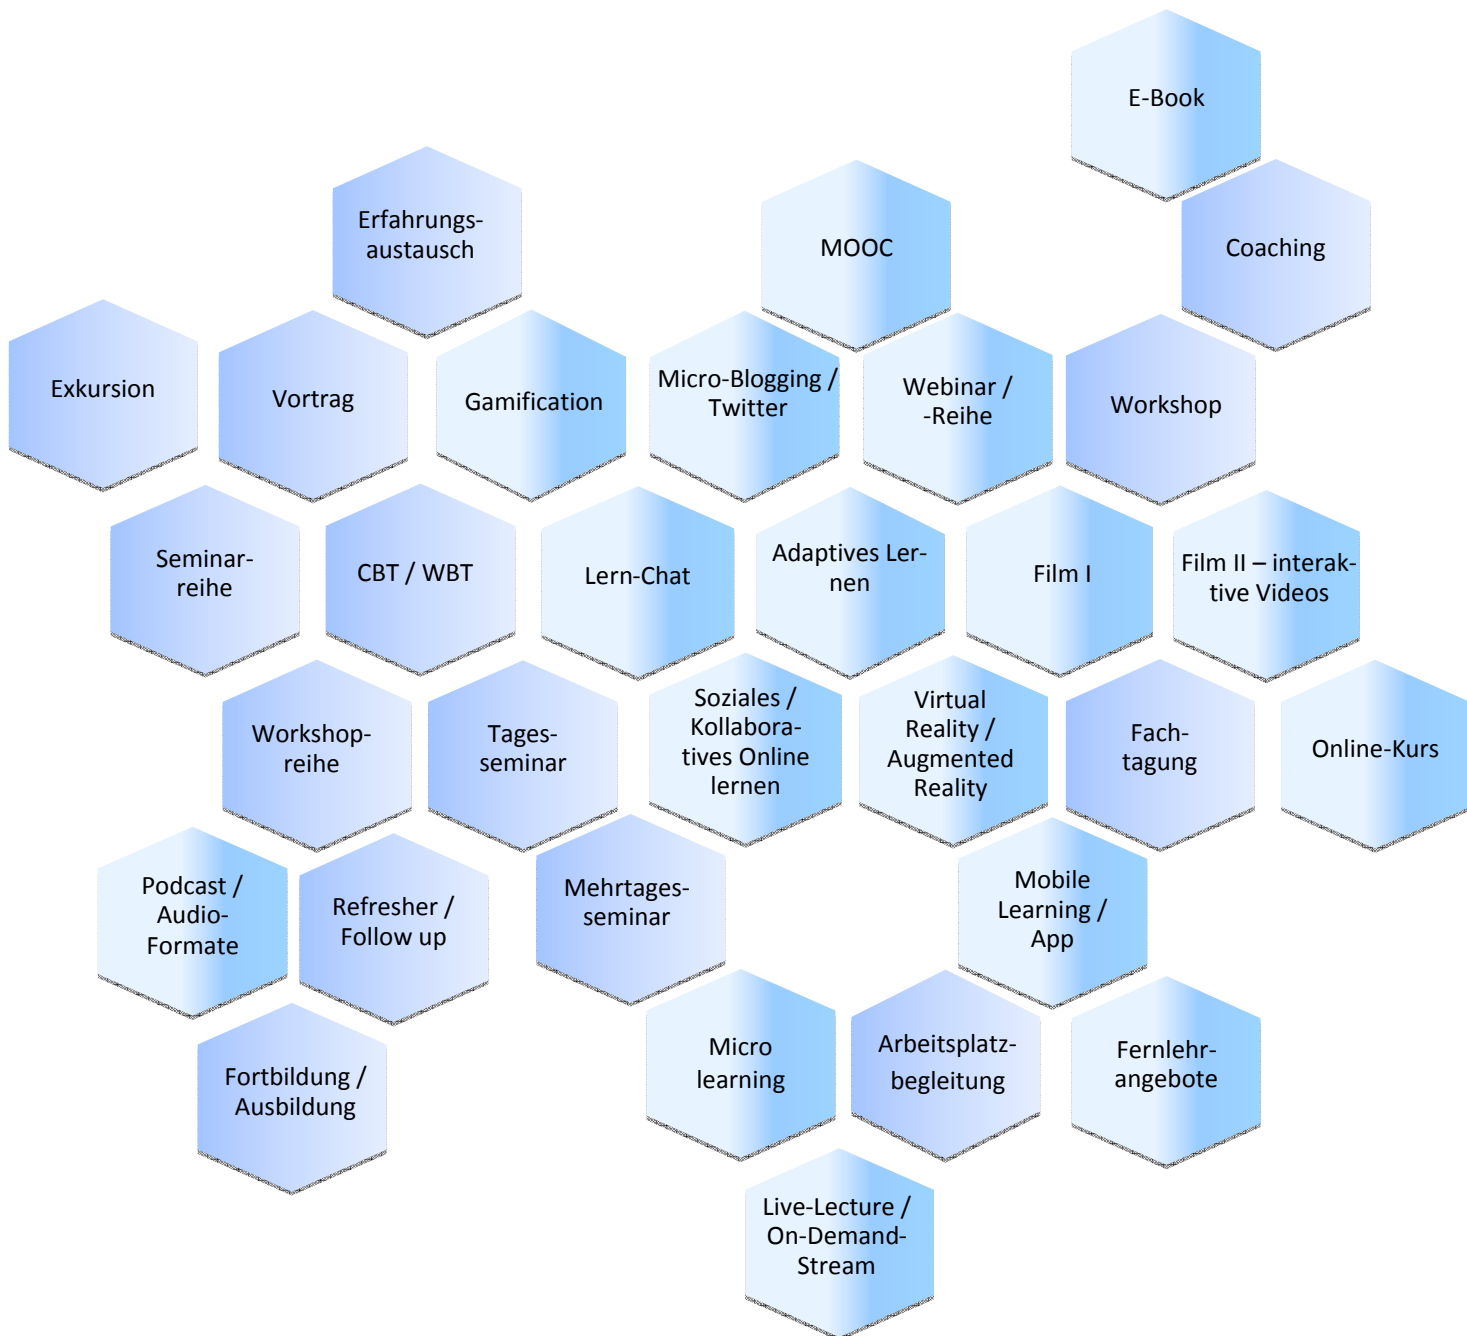 E-Book
Erfahrungs-
austausch
MOOC
Coaching
Exkursion
Vortrag
Gamification
Micro-Blogging /
Twitter
Webinar /
-Reihe
Workshop
Seminar-
reihe
CBT / WBT
Lern-Chat
Adaptives Ler-
nen
Film I
Film II – interak-
tive Videos
Workshop-
reihe
Tages-
seminar
Soziales /
Kollabora-
tives Online
lernen
Virtual
Reality /
Augmented
Reality
Fach-
tagung
Online-Kurs
Podcast /
Audio-
Formate
Refresher /
Follow up
Mehrtages-
seminar
Mobile
Learning /
App
Fortbildung /
Ausbildung
Micro
learning
Arbeitsplatz-
begleitung
Fernlehr-
angebote
Live-Lecture /
On-Demand-
Stream